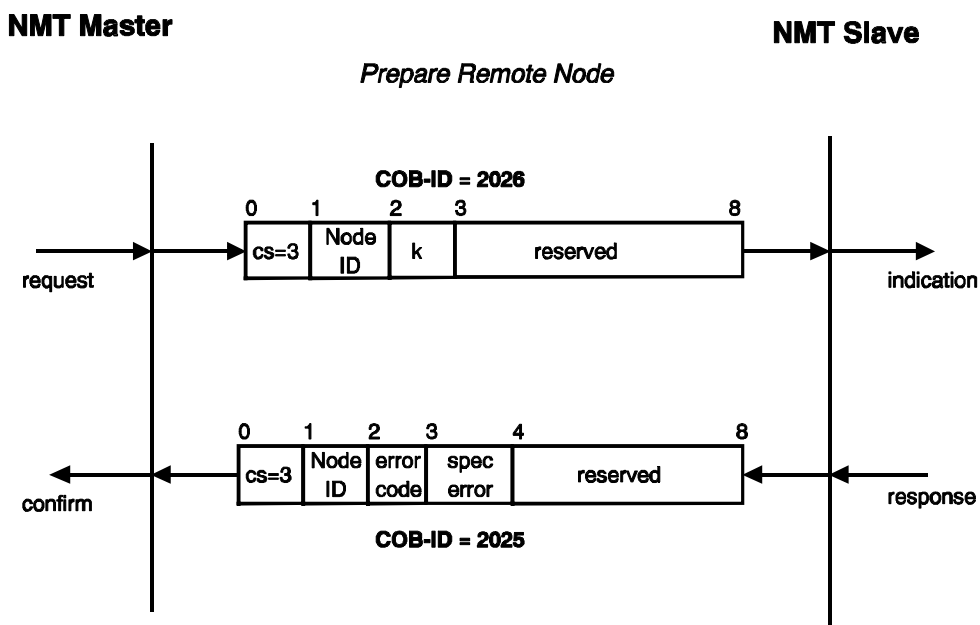 NMT Master
NMT Slave
Prepare Remote Node
COB-ID = 2026
0 1 2 3 8
cs=3 Node ID k reserved
request
indication
0 1 2 3 4 8
cs=3 Node ID error code spec error reserved
confirm
response
COB-ID = 2025